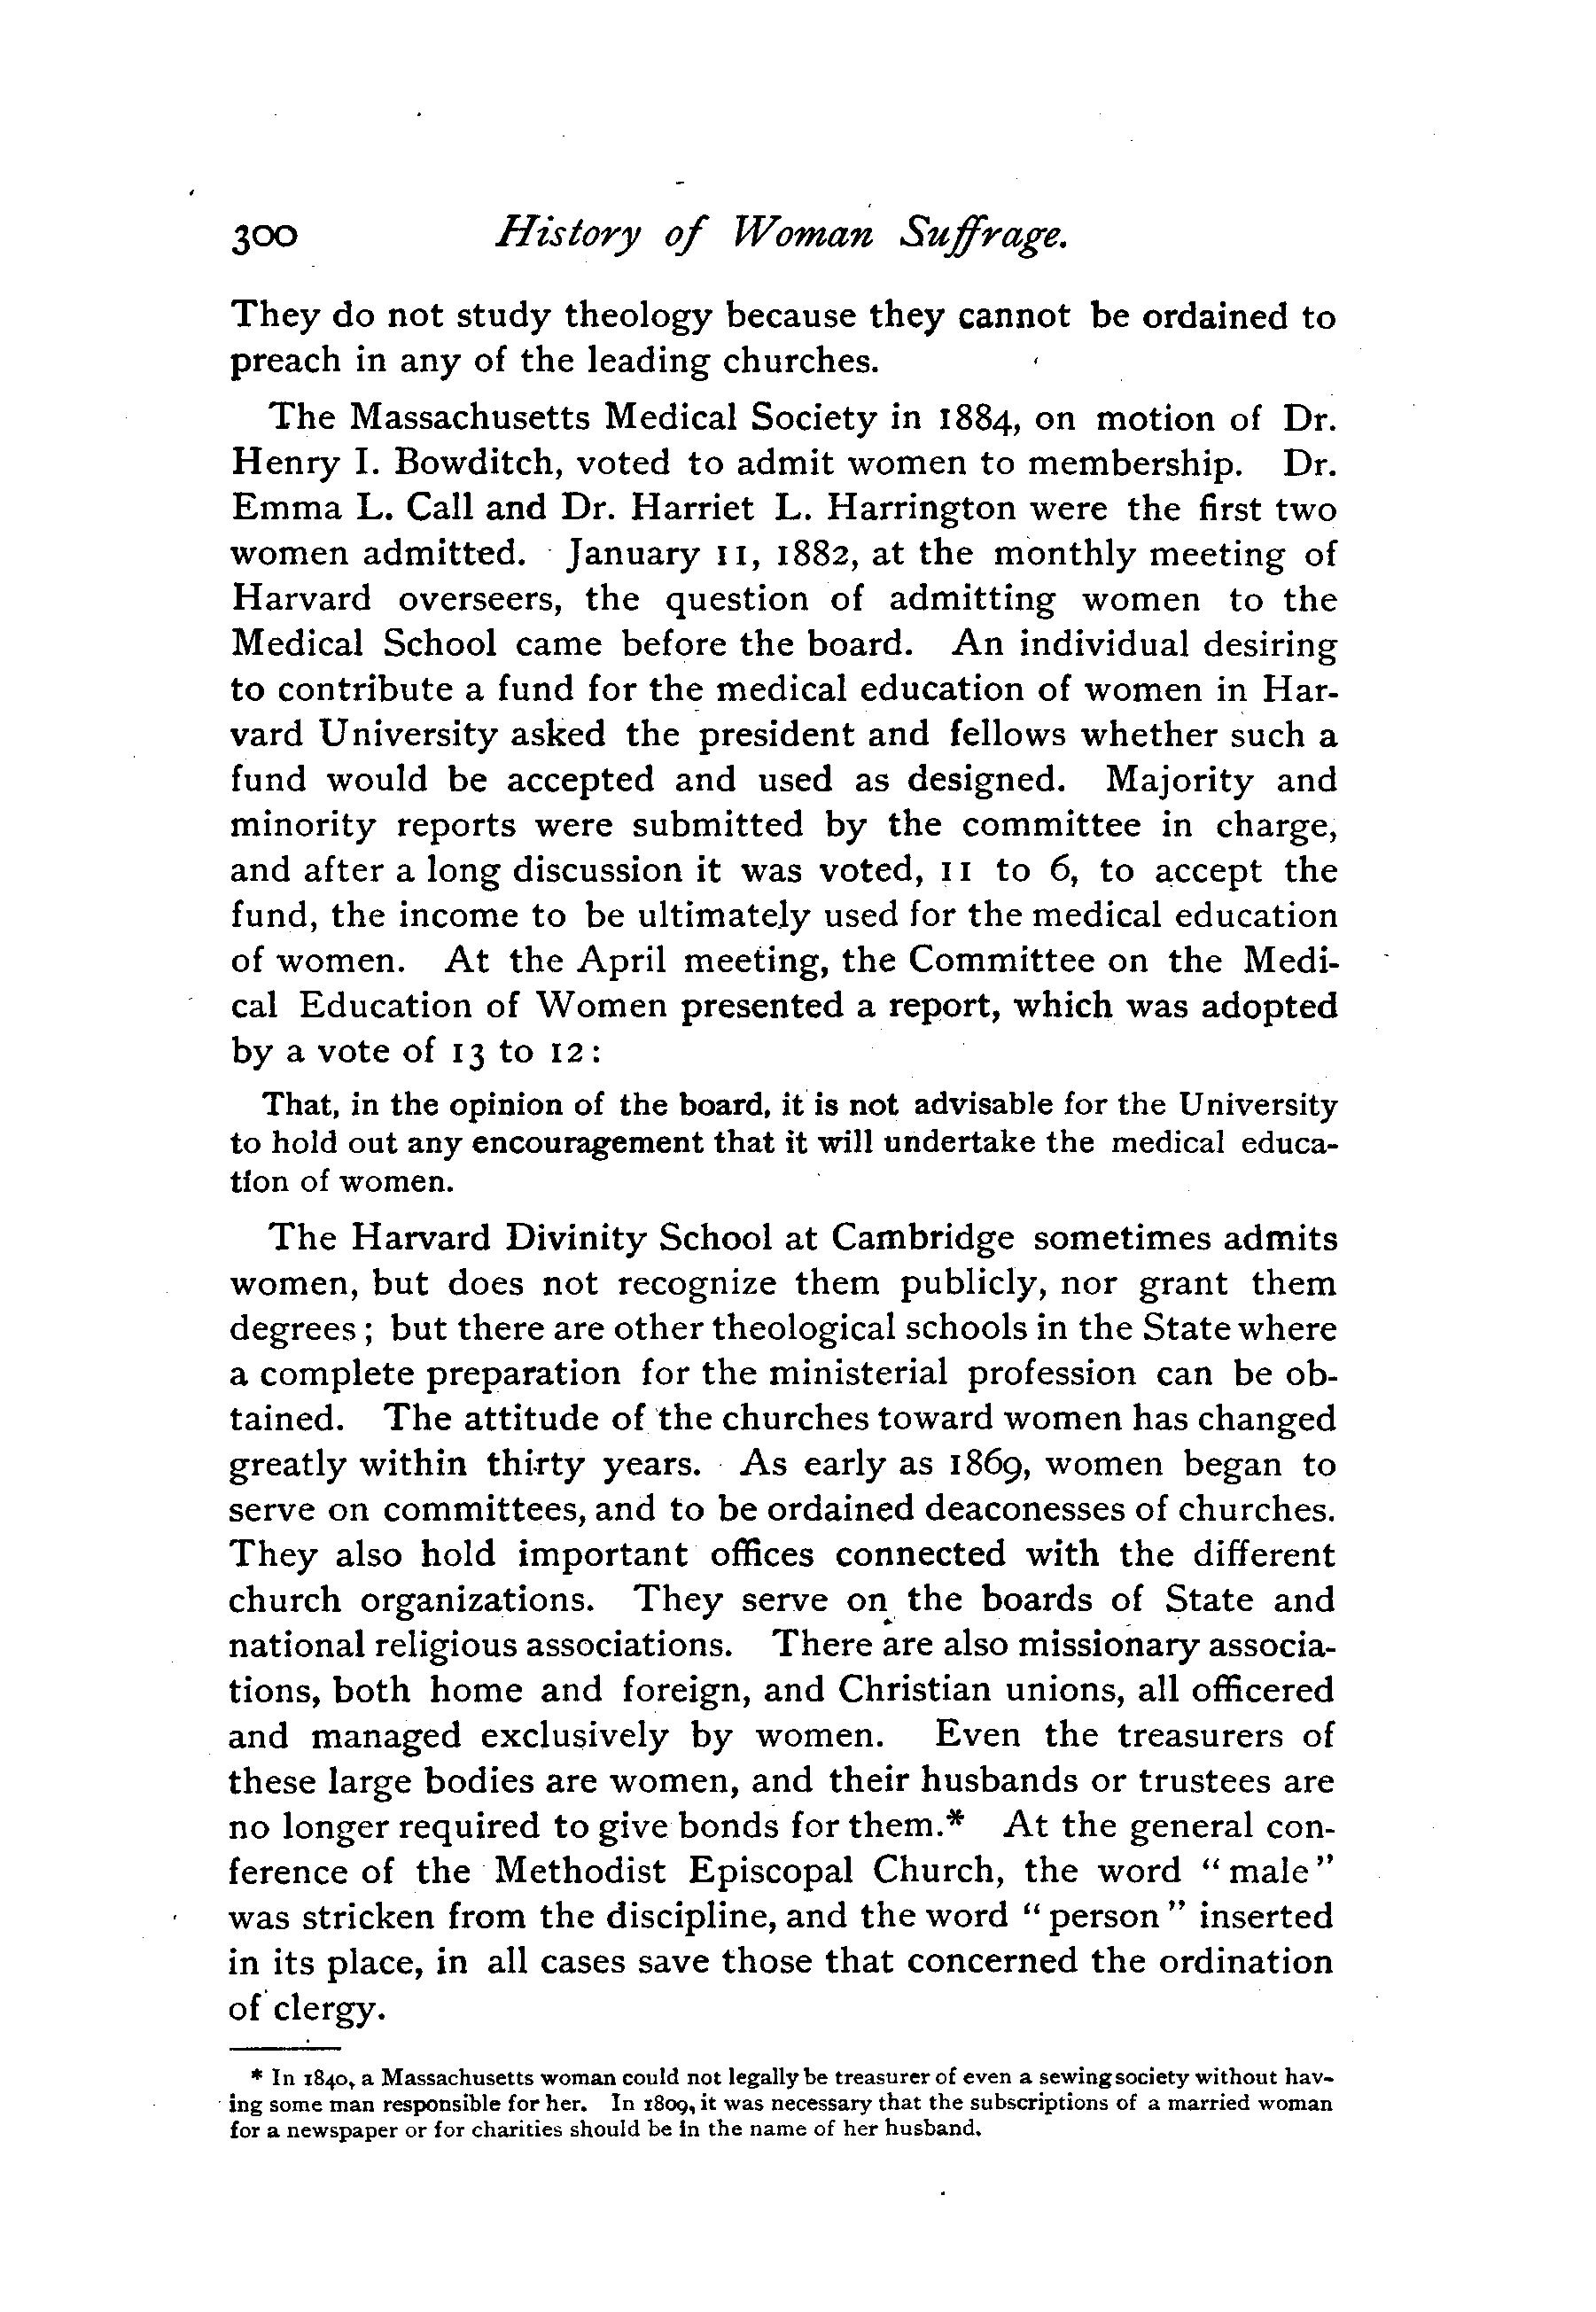 300 History of Woman Suffrage.
They do not study theology because they cannot be ordained to
preach in any of the leading churches.
The Massachusetts Medical Society in 1884, on motion of Dr.
Henry I. Bowditch, voted to admit women to membership. Dr.
Emma L. Call and Dr. Harriet L. Harrington were the first two
women admitted. January 11, 1882, at the monthly meeting of
Harvard overseers, the question of admitting women to the
Medical School came before the board. An individual desiring
to contribute a fund for the medical education of women in Har-
vard University asked the president and fellows whether such a
fund would be accepted and used as designed. Majority and
minority reports were submitted by the committee in charge,
and after a long discussion it was voted, 11 to 6, to accept the
fund, the income to be ultimately used for the medical education
of women. At the April meeting, the Committee on the Medi-
cal Education of Women presented a report, which was adopted
by a vote of 13 to 12:
That, in the opinion of the board, it is not advisable for the University
to hold out any encouragement that it will undertake the medical educa-
tion of women.
The Harvard Divinity School at Cambridge sometimes admits
women, but does not recognize them publicly, nor grant them
degrees; but there are other theological schools in the State where
a complete preparation for the ministerial profession can be ob-
tained. The attitude of the churches toward women has changed
greatly within thirty years. As early as 1869, women began to
serve on committees, and to be ordained deaconesses of churches.
They also hold important offices connected with the different
church organizations. They serve on the boards of State and
national religious associations. There are also missionary associa-
tions, both home and foreign, and Christian unions, all officered
and managed exclusively by women. Even the treasurers of
these large bodies are women, and their husbands or trustees are
no longer required to give bonds for them.* At the general con-
ference of the Methodist Episcopal Church, the word "male"
was stricken from the discipline, and the word "person" inserted
in its place, in all cases save those that concerned the ordination
of clergy.
* In 1840, a Massachusetts woman could not legally be treasurer of even a sewing society without hav-
ing some man responsible for her. In 1809, it was necessary that the subscriptions of a married woman
for a newspaper or for charities should be in the name of her husband.